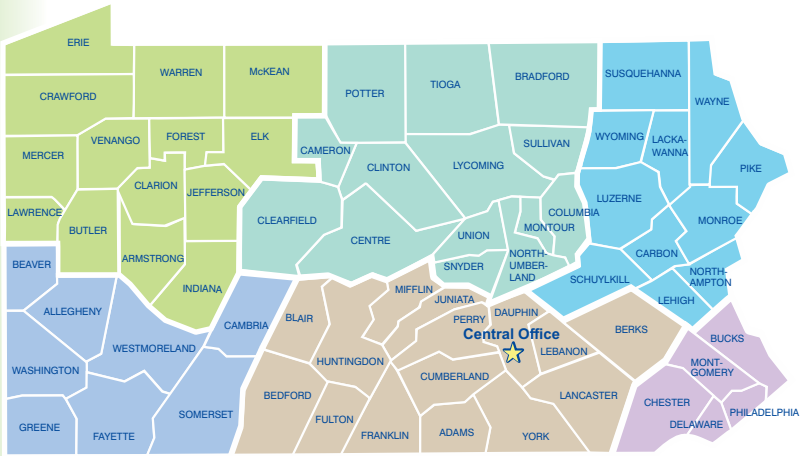 ERIE
WARREN
McKEAN
POTTER
TIOGA
BRADFORD
SUSQUEHANNA
WAYNE
CRAWFORD
VENANGO
FOREST
ELK
CAMERON
CLINTON
LYCOMING
SULLIVAN
WYOMING
LACKA-
WANNA
PIKE
MERCER
CLARION
JEFFERSON
CLEARFIELD
LAWRENCE
BUTLER
CENTRE
UNION
COLUMBIA
MONTOUR
LUZERNE
MONROE
CARBON
BEAVER
ARMSTRONG
INDIANA
SNYDER
NORTH-
UMBER-
LAND
SCHUYLKILL
NORTH-
AMPTON
LEHIGH
ALLEGHENY
MIFFLIN
JUNIATA
PERRY
DAUPHIN
Central Office
LEBANON
BERKS
BUCKS
WESTMORELAND
CAMBRIA
BLAIR
HUNTINGDON
CUMBERLAND
MONT-
GOMERY
WASHINGTON
BEDFORD
LANCASTER
CHESTER
PHILADELPHIA
DELAWARE
GREENE
FAYETTE
SOMERSET
FULTON
FRANKLIN
ADAMS
YORK